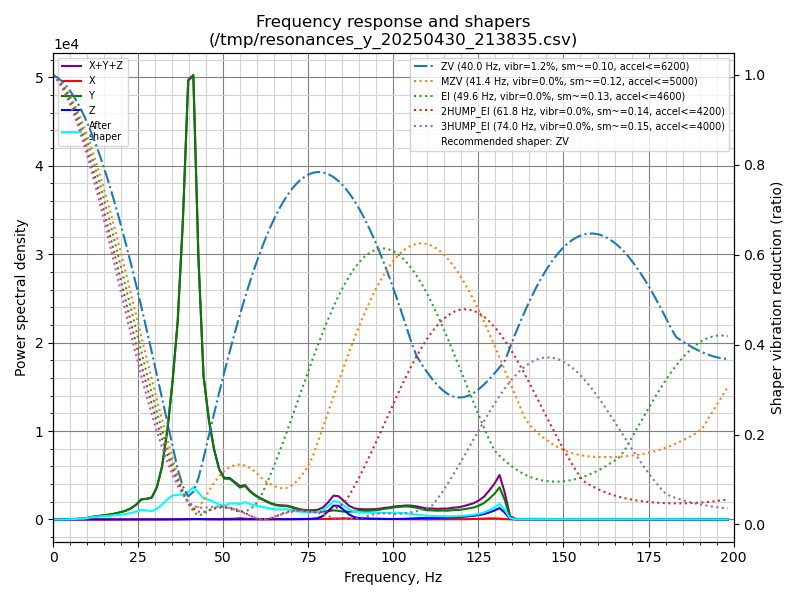 Frequency response and shapers
(/tmp/resonances_y_20250430_213835.csv)
1e4
X+Y+Z
X
Y
Z
After
shaper
ZV (40.0 Hz, vibr=1.2%, sm~=0.10, accel<=6200)
MZV (41.4 Hz, vibr=0.0%, sm~=0.12, accel<=5000)
EI (49.6 Hz, vibr=0.0%, sm~=0.13, accel<=4600)
2HUMP_EI (61.8 Hz, vibr=0.0%, sm~=0.14, accel<=4200)
3HUMP_EI (74.0 Hz, vibr=0.0%, sm~=0.15, accel<=4000)
Recommended shaper: ZV
Power spectral density
5
4
3
2
1
0
1.0
0.8
0.6
0.4
0.2
0.0
Shaper vibration reduction (ratio)
0 25 50 75 100 125 150 175 200
Frequency, Hz